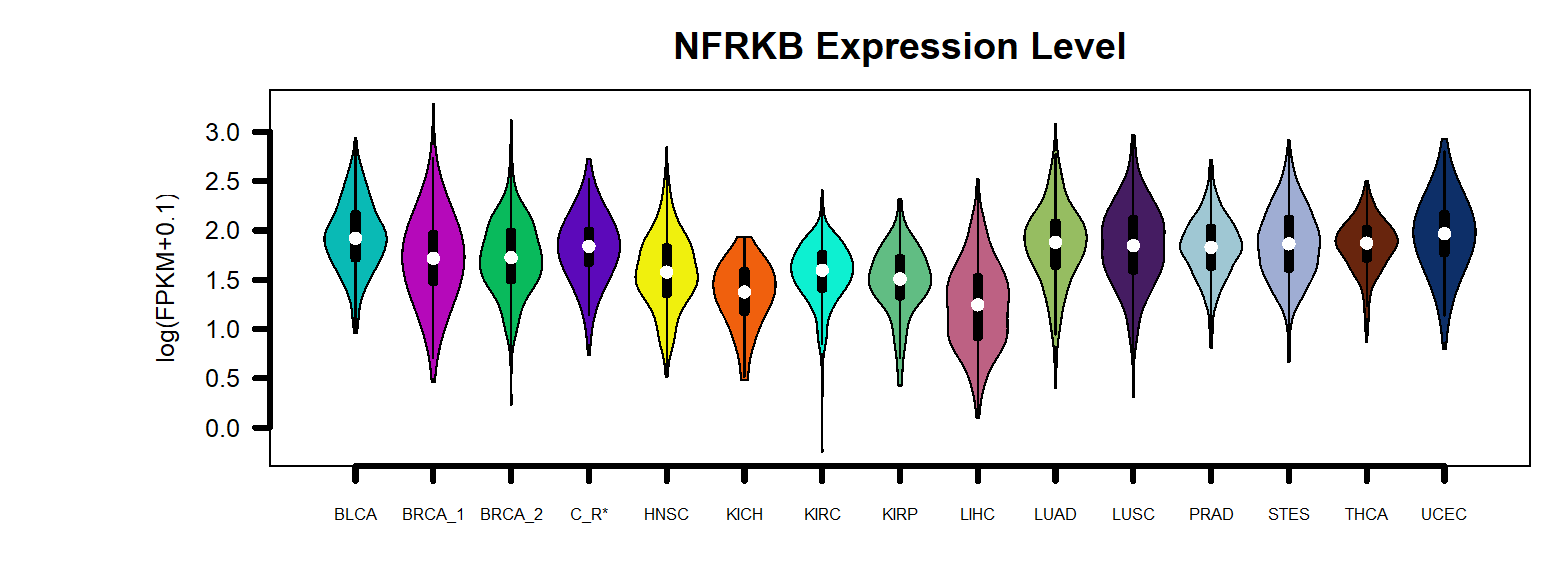 NFRKB Expression Level
log(FPKM+0.1)
3.0
2.5
2.0
1.5
1.0
0.5
0.0
BLCA BRCA_1 BRCA_2 C_R* HNSC KICH KIRC KIRP LIHC LUAD LUSC PRAD STES THCA UCEC